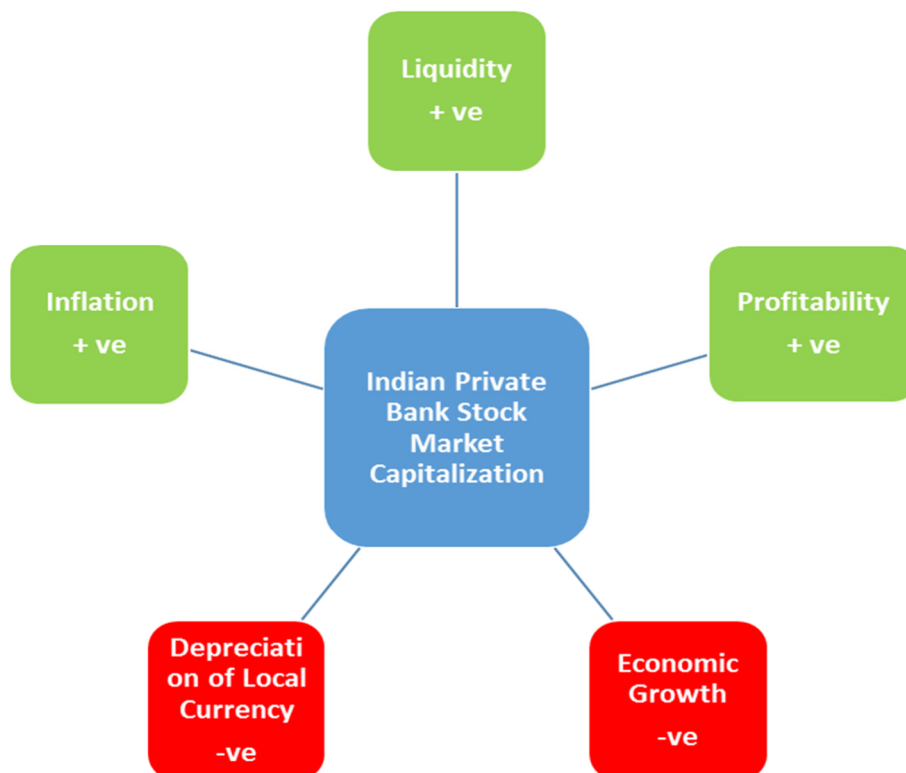 Liquidity
+ ve
Inflation
+ ve
Profitability
+ ve
Indian Private
Bank Stock
Market
Capitalization
Depreciati
on of Local
Currency
-ve
Economic
Growth
-ve